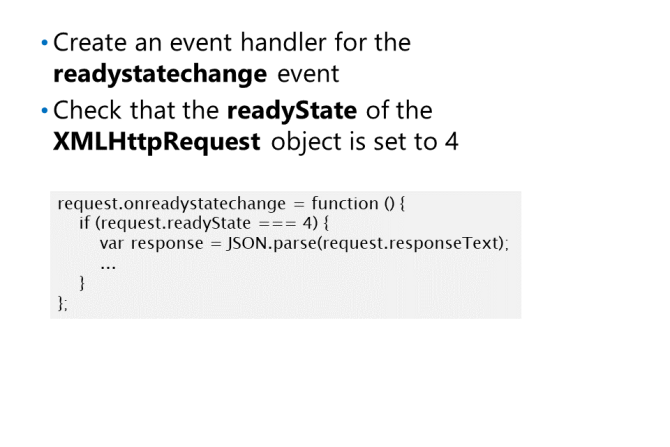 • Create an event handler for the
readystatechange event
• Check that the readyState of the
XMLHttpRequest object is set to 4
request.onreadystatechange = function () {
if (request.readyState === 4) {
var response = JSON.parse(request.responseText);
...
}
};